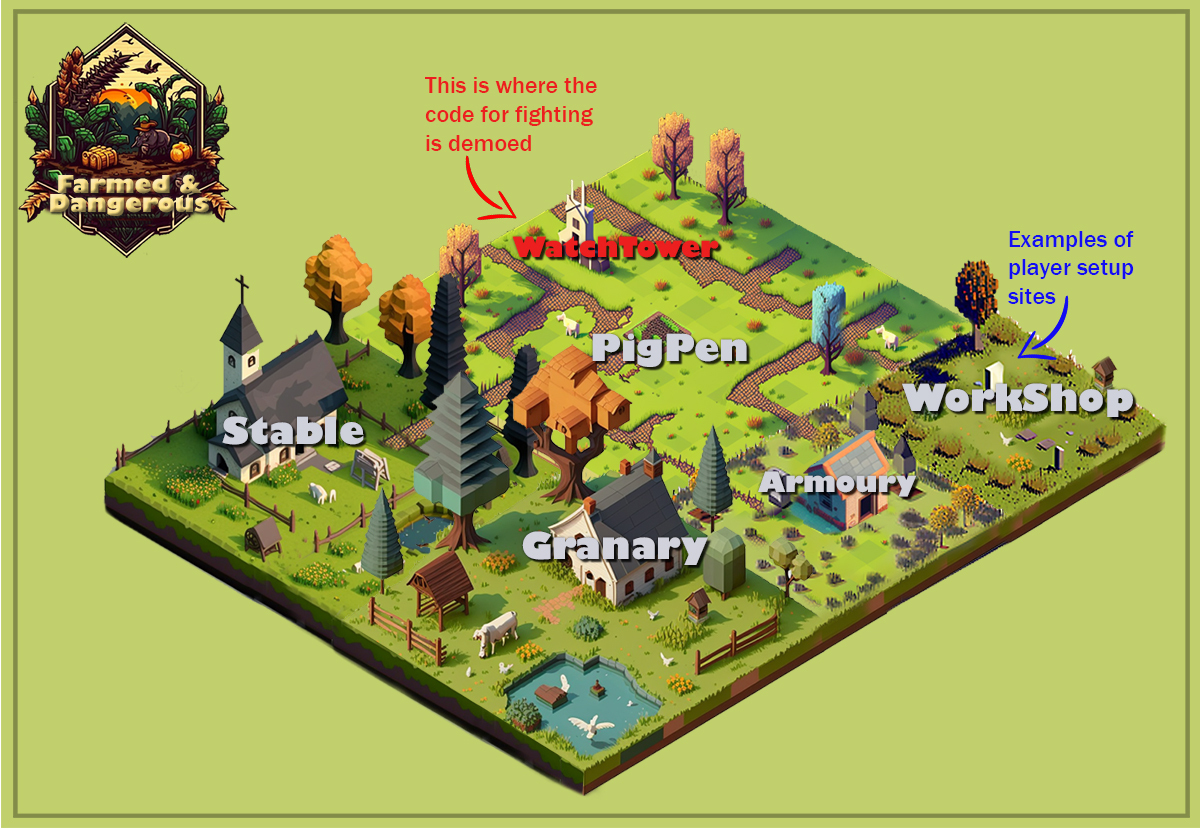 Farmed &
Dangerous
This is where the
code for fighting
is demoed
WatchTower
Examples of
player setup
sites
PigPen
WorkShop
Stable
Armoury
Granary